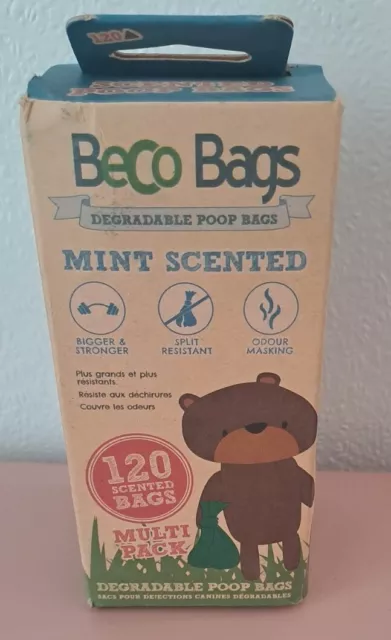 120
BeCo Bags
DEGRADABLE POOP BAGS
MINT SCENTED
BIGGER &
STRONGER
SPLIT
RESISTANT
ODOUR
MASKING
Plus grands et plus
résistants
Résiste aux déchirures
Couvre les odeurs
120
SCENTED
BAGS
MULTI
PACK
DEGRADABLE POOP BAGS
SACS POUR DÉJECTIONS CANINES DÉGRADABLES